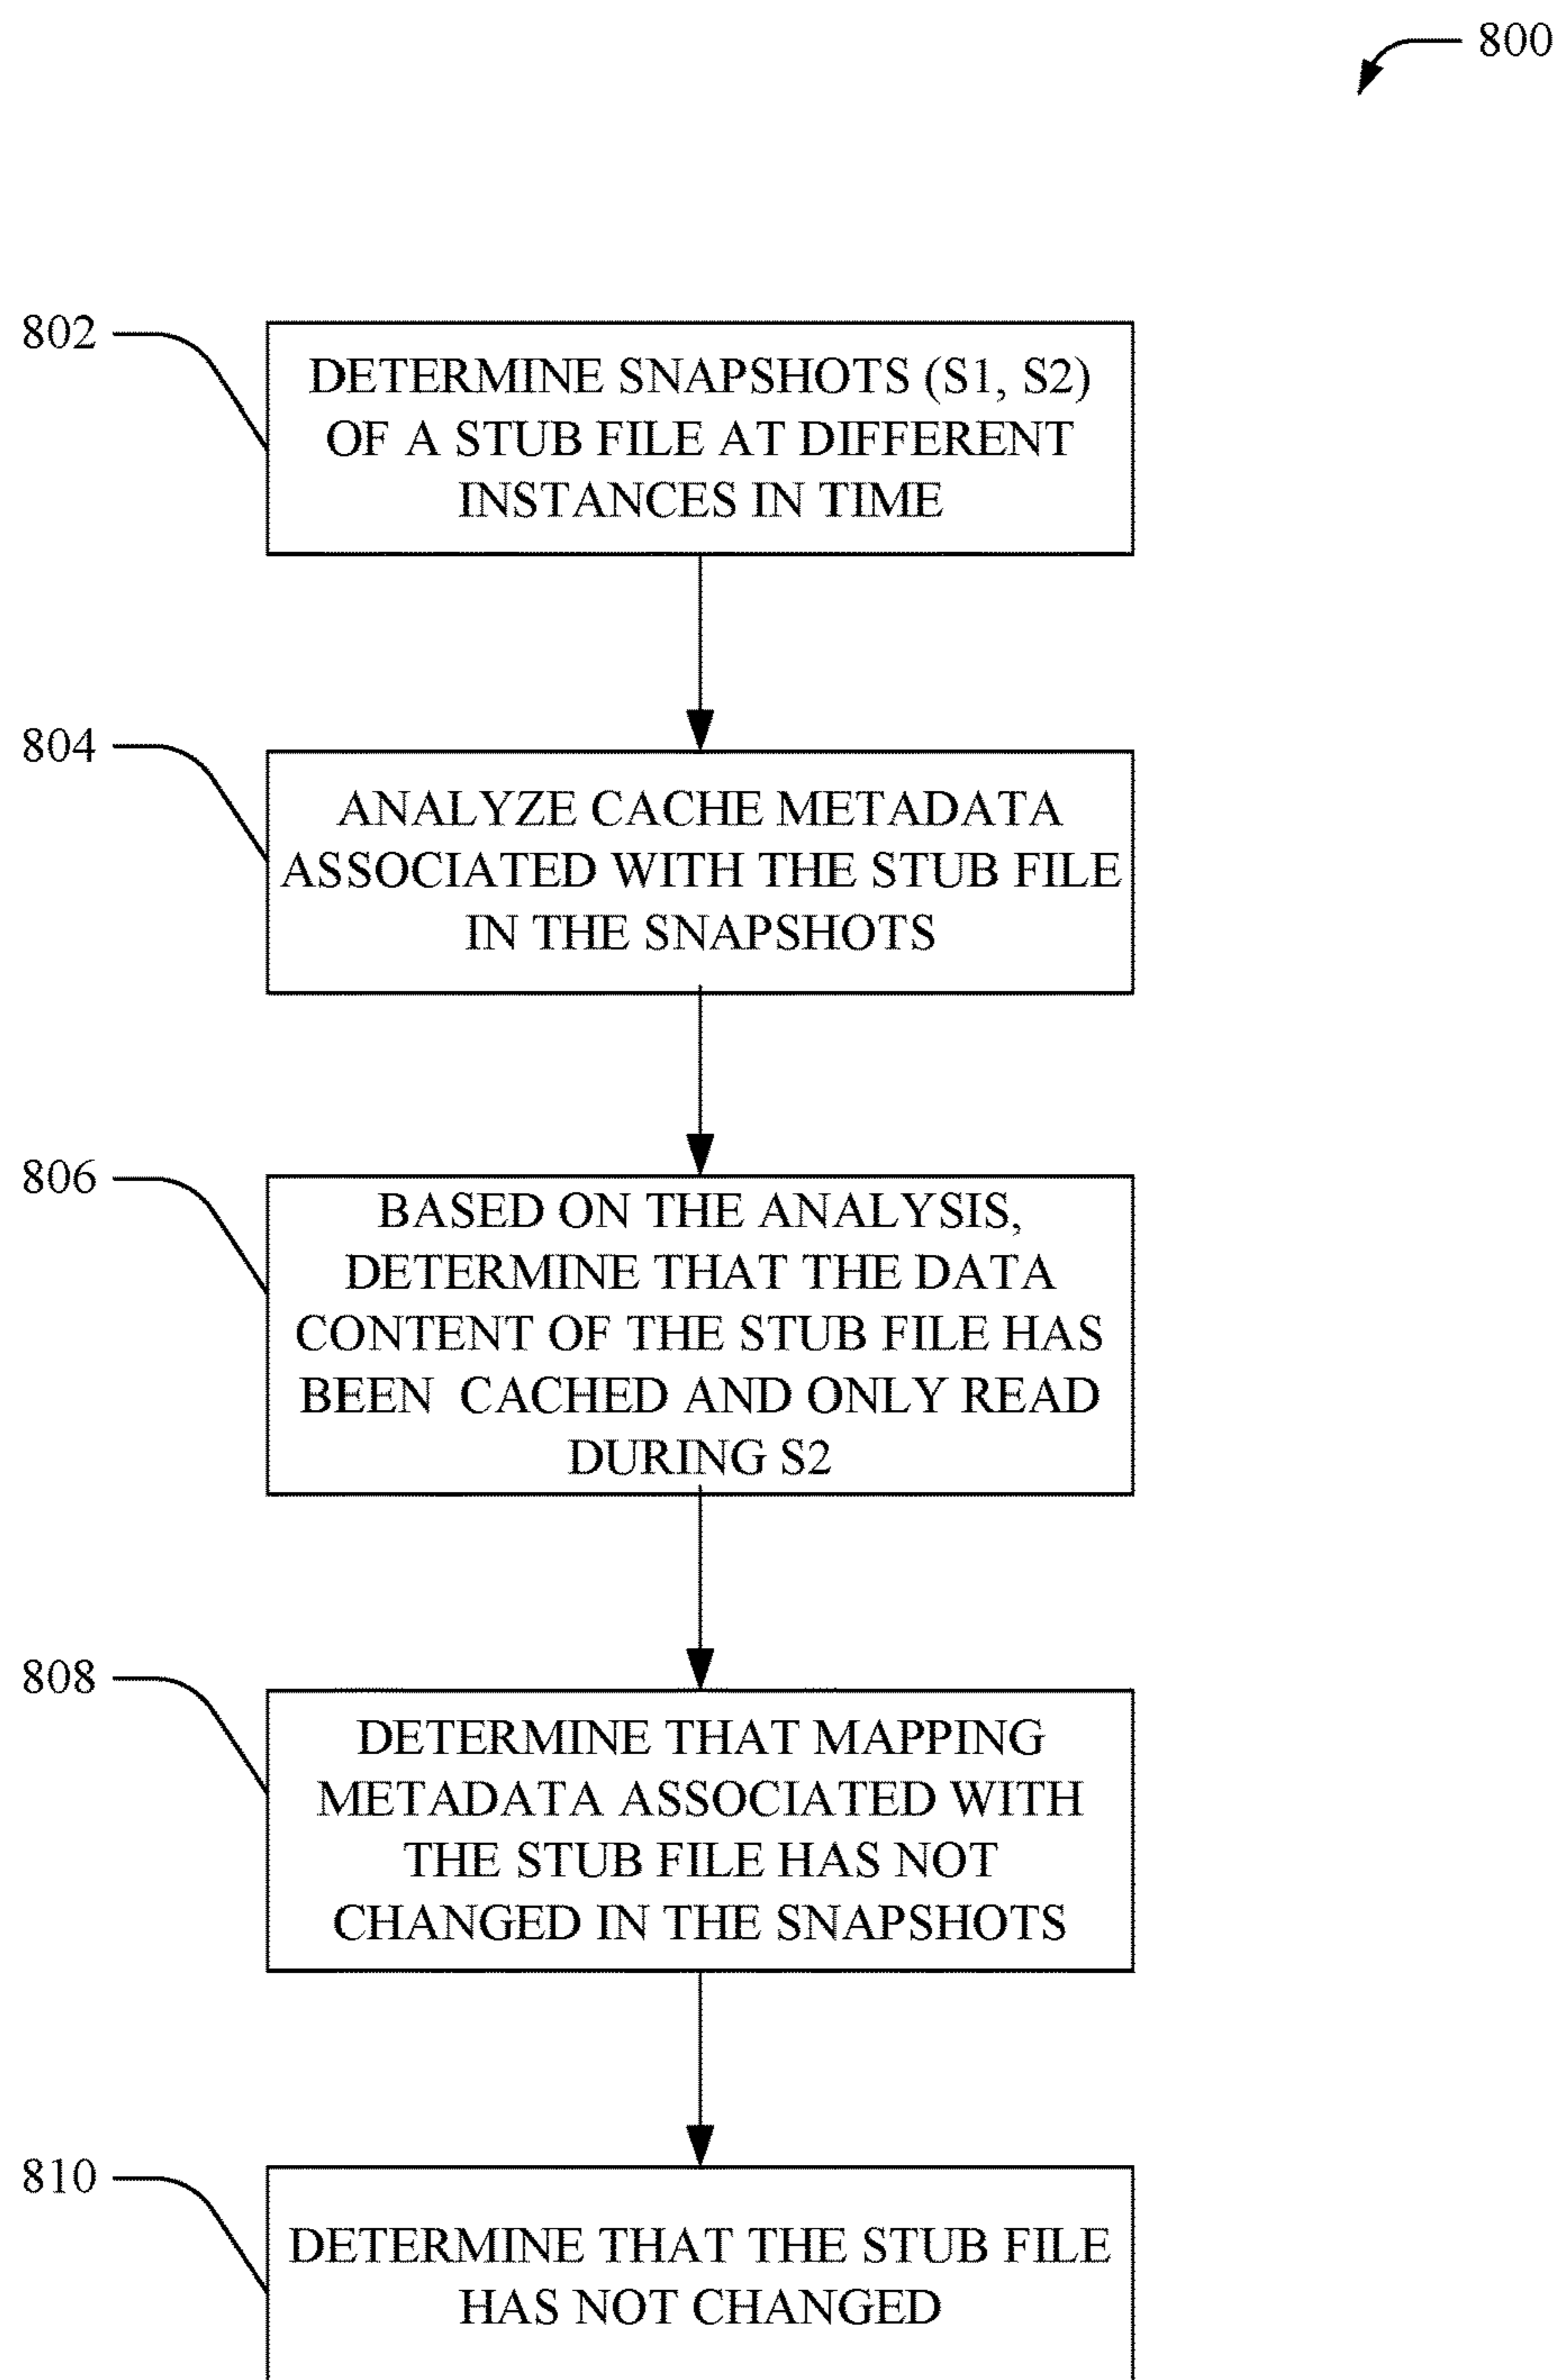 800
802
DETERMINE SNAPSHOTS (S1, S2)
OF A STUB FILE AT DIFFERENT
INSTANCES IN TIME
804
ANALYZE CACHE METADATA
ASSOCIATED WITH THE STUB FILE
IN THE SNAPSHOTS
806
BASED ON THE ANALYSIS,
DETERMINE THAT THE DATA
CONTENT OF THE STUB FILE HAS
BEEN CACHED AND ONLY READ
DURING S2
808
DETERMINE THAT MAPPING
METADATA ASSOCIATED WITH
THE STUB FILE HAS NOT
CHANGED IN THE SNAPSHOTS
810
DETERMINE THAT THE STUB FILE
HAS NOT CHANGED